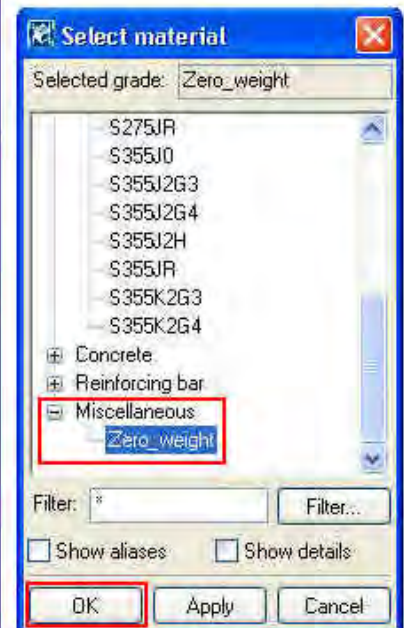 Select material
Selected grade: Zero_weight
S275JR
S355J0
S355J2G3
S355J2G4
S355J2H
S355JR
S355K2G3
S355K2G4
Concrete
Reinforcing bar
Miscellaneous
Zero_weight
Filter: * Filter...
Show aliases Show details
OK Apply Cancel